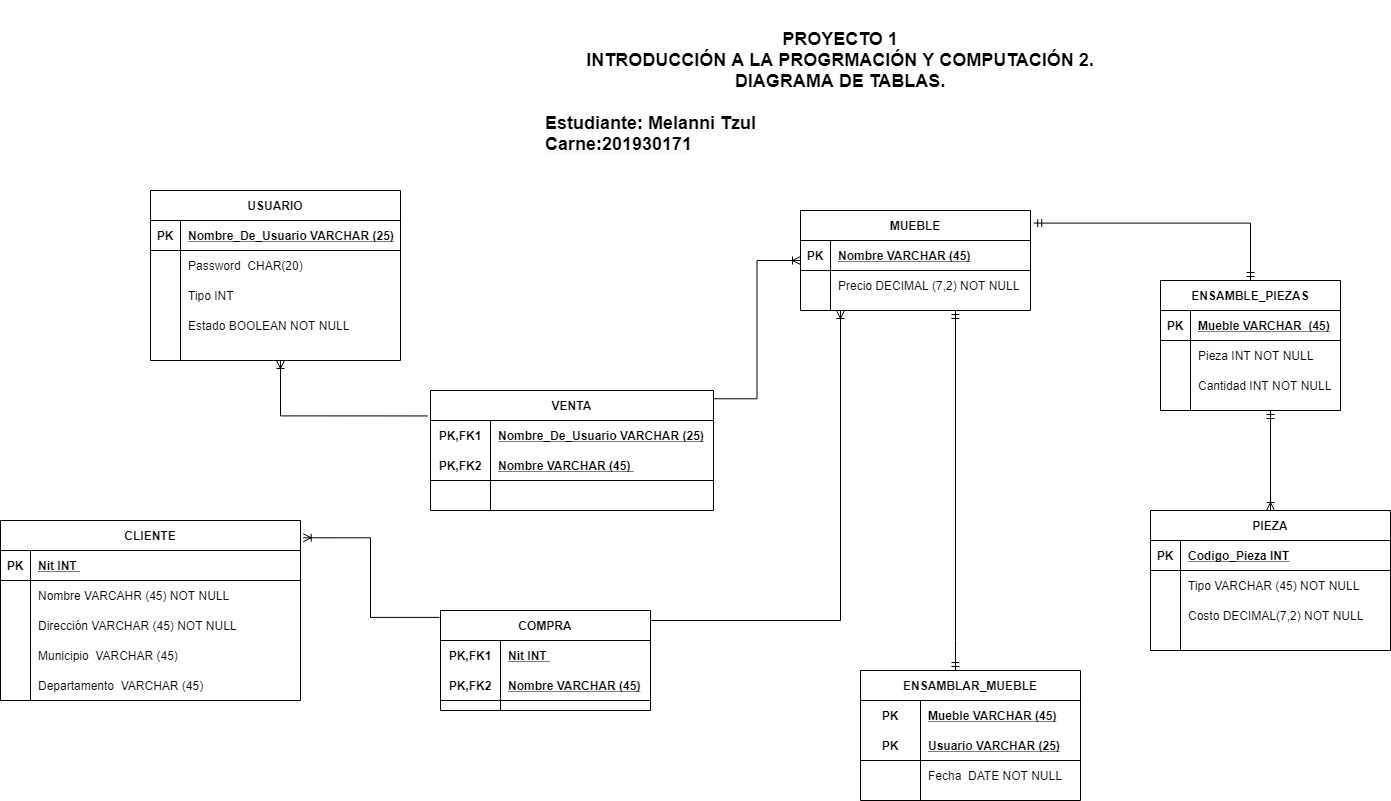 PROYECTO 1
INTRODUCCIÓN A LA PROGRMACIÓN Y COMPUTACIÓN 2.
DIAGRAMA DE TABLAS.
Estudiante: Melanni Tzul
Carne:201930171
USUARIO
PK Nombre_De_Usuario VARCHAR (25)
Password CHAR(20)
Tipo INT
Estado BOOLEAN NOT NULL
MUEBLE
PK Nombre VARCHAR (45)
Precio DECIMAL (7,2) NOT NULL
ENSAMBLE_PIEZAS
PK Mueble VARCHAR (45)
Pieza INT NOT NULL
Cantidad INT NOT NULL
VENTA
PK,FK1 Nombre_De_Usuario VARCHAR (25)
PK,FK2 Nombre VARCHAR (45)
CLIENTE
PK Nit INT
Nombre VARCAHR (45) NOT NULL
Dirección VARCHAR (45) NOT NULL
Municipio VARCHAR (45)
Departamento VARCHAR (45)
PIEZA
PK Codigo_Pieza INT
Tipo VARCHAR (45) NOT NULL
Costo DECIMAL(7,2) NOT NULL
COMPRA
PK,FK1 Nit INT
PK,FK2 Nombre VARCHAR (45)
ENSAMBLAR_MUEBLE
PK Mueble VARCHAR (45)
PK Usuario VARCHAR (25)
Fecha DATE NOT NULL